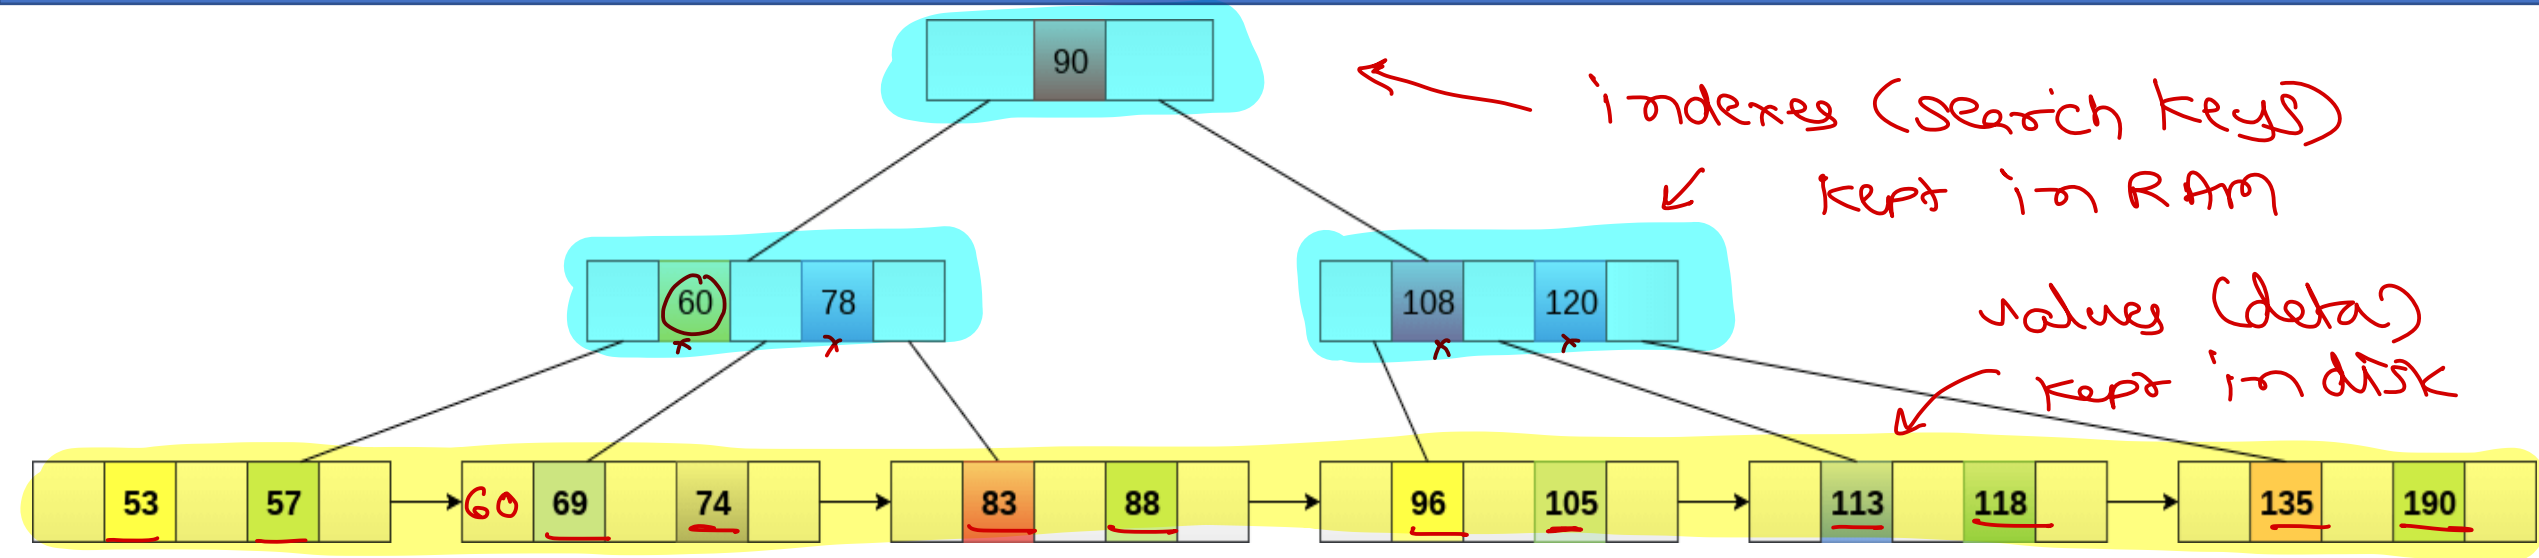 90
indexes (search keys)
kept in RAM
60 78
108 120
values (data)
kept in disk
53 57
60 69 74
83 88
96 105
113 118
135 190